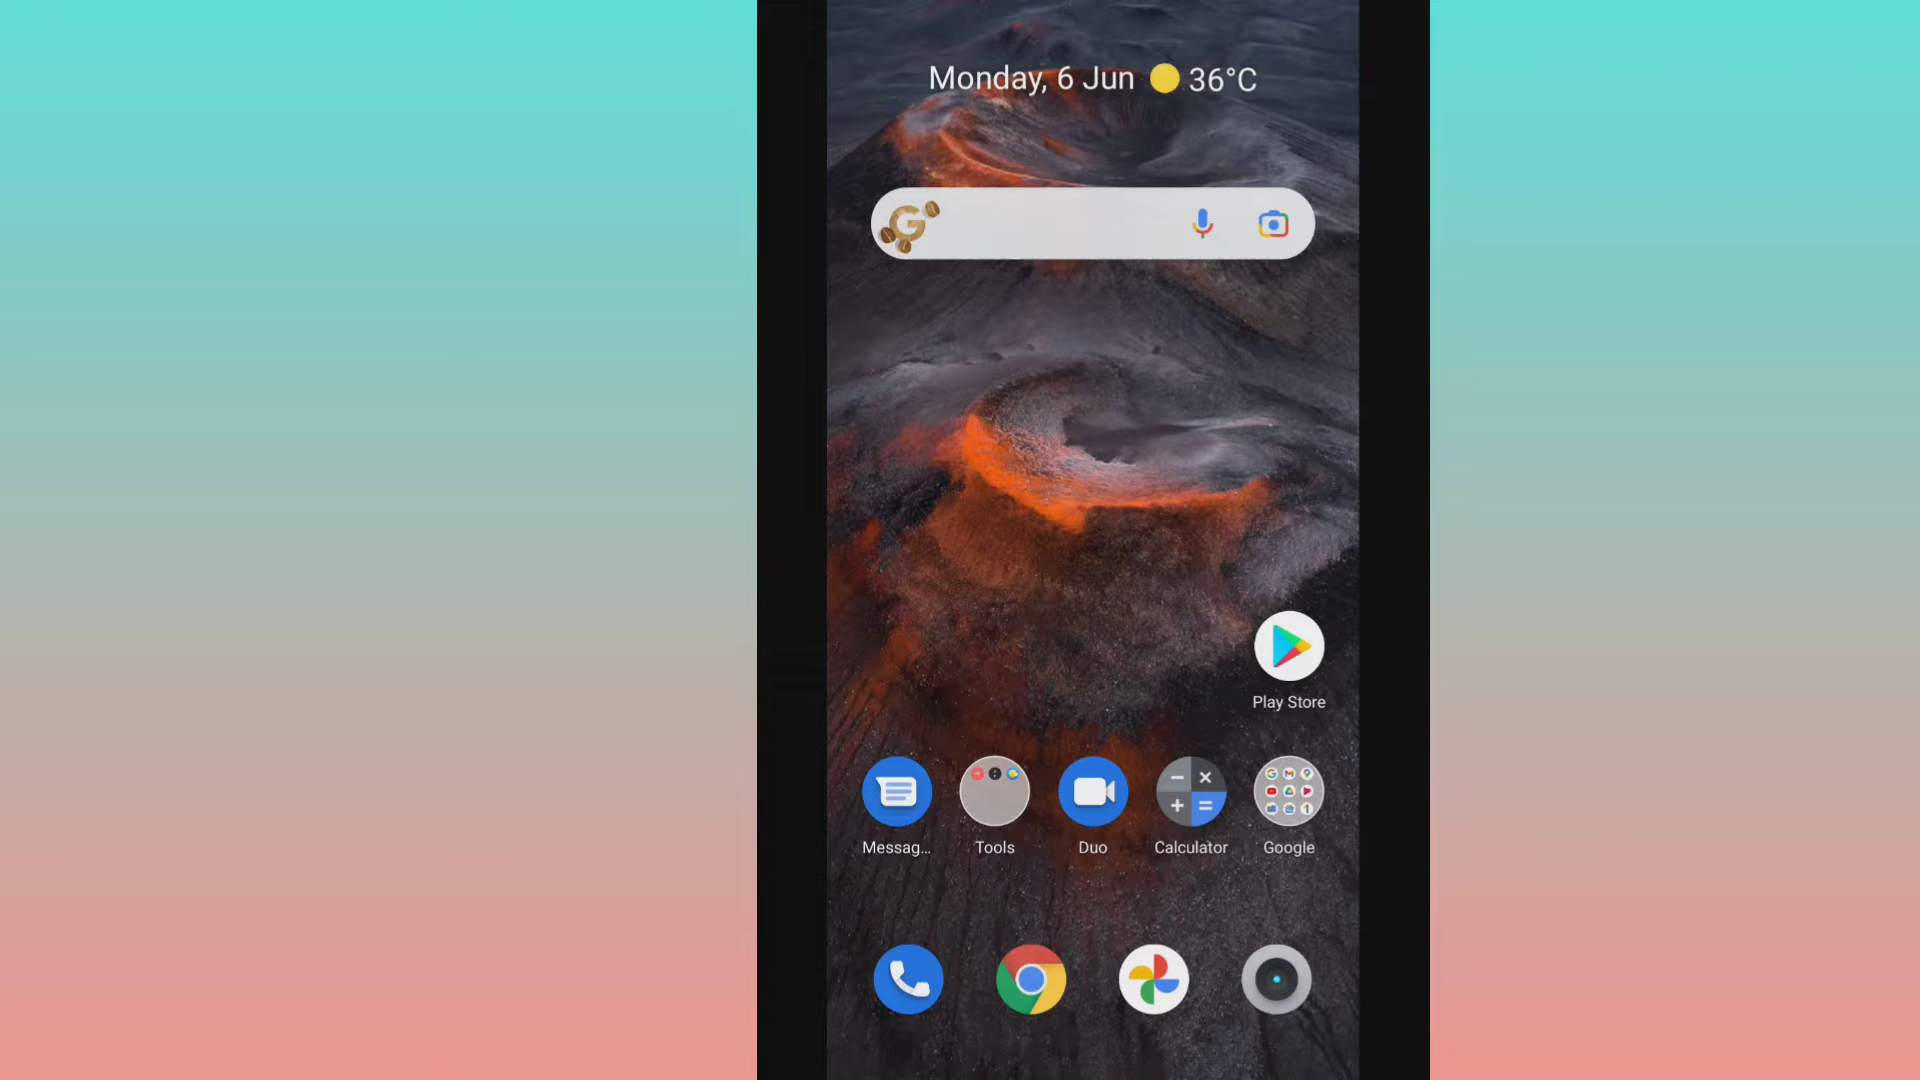 Monday, 6 Jun 36°C
Play Store
Messag...
Tools
Duo
Calculator
Google